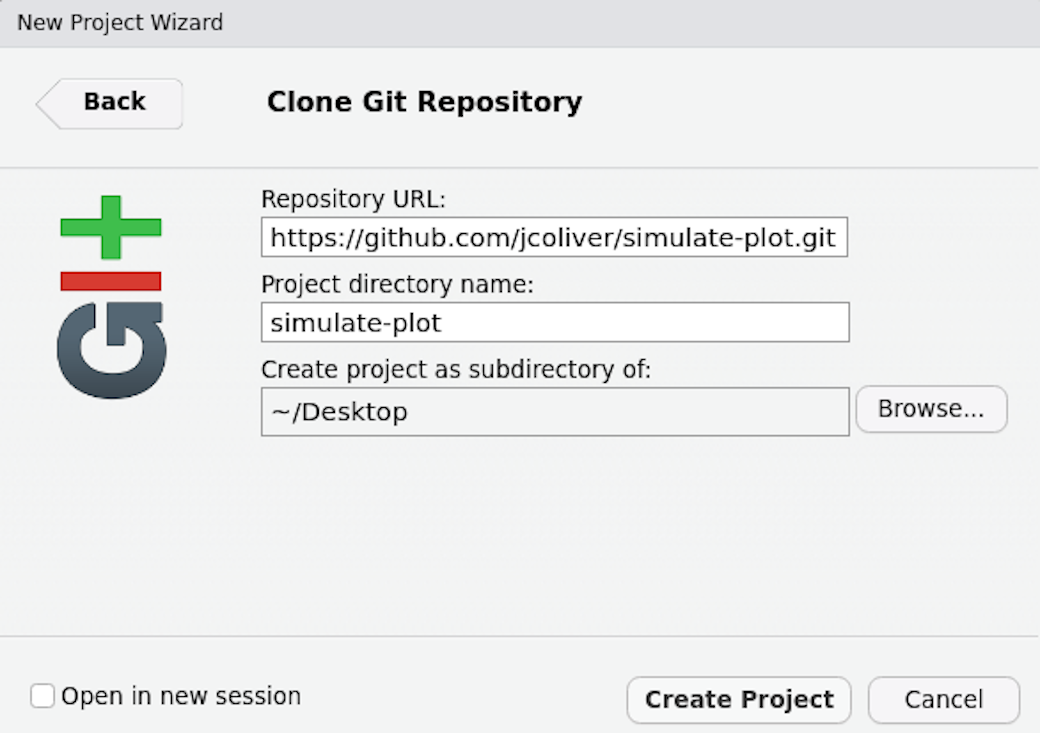 New Project Wizard
Back
Clone Git Repository
GIt
Repository URL:
https://github.com/jcoliver/simulate-plot.git
Project directory name:
simulate-plot
Create project as subdirectory of:
~/Desktop
Browse...
Open in new session
Create Project
Cancel